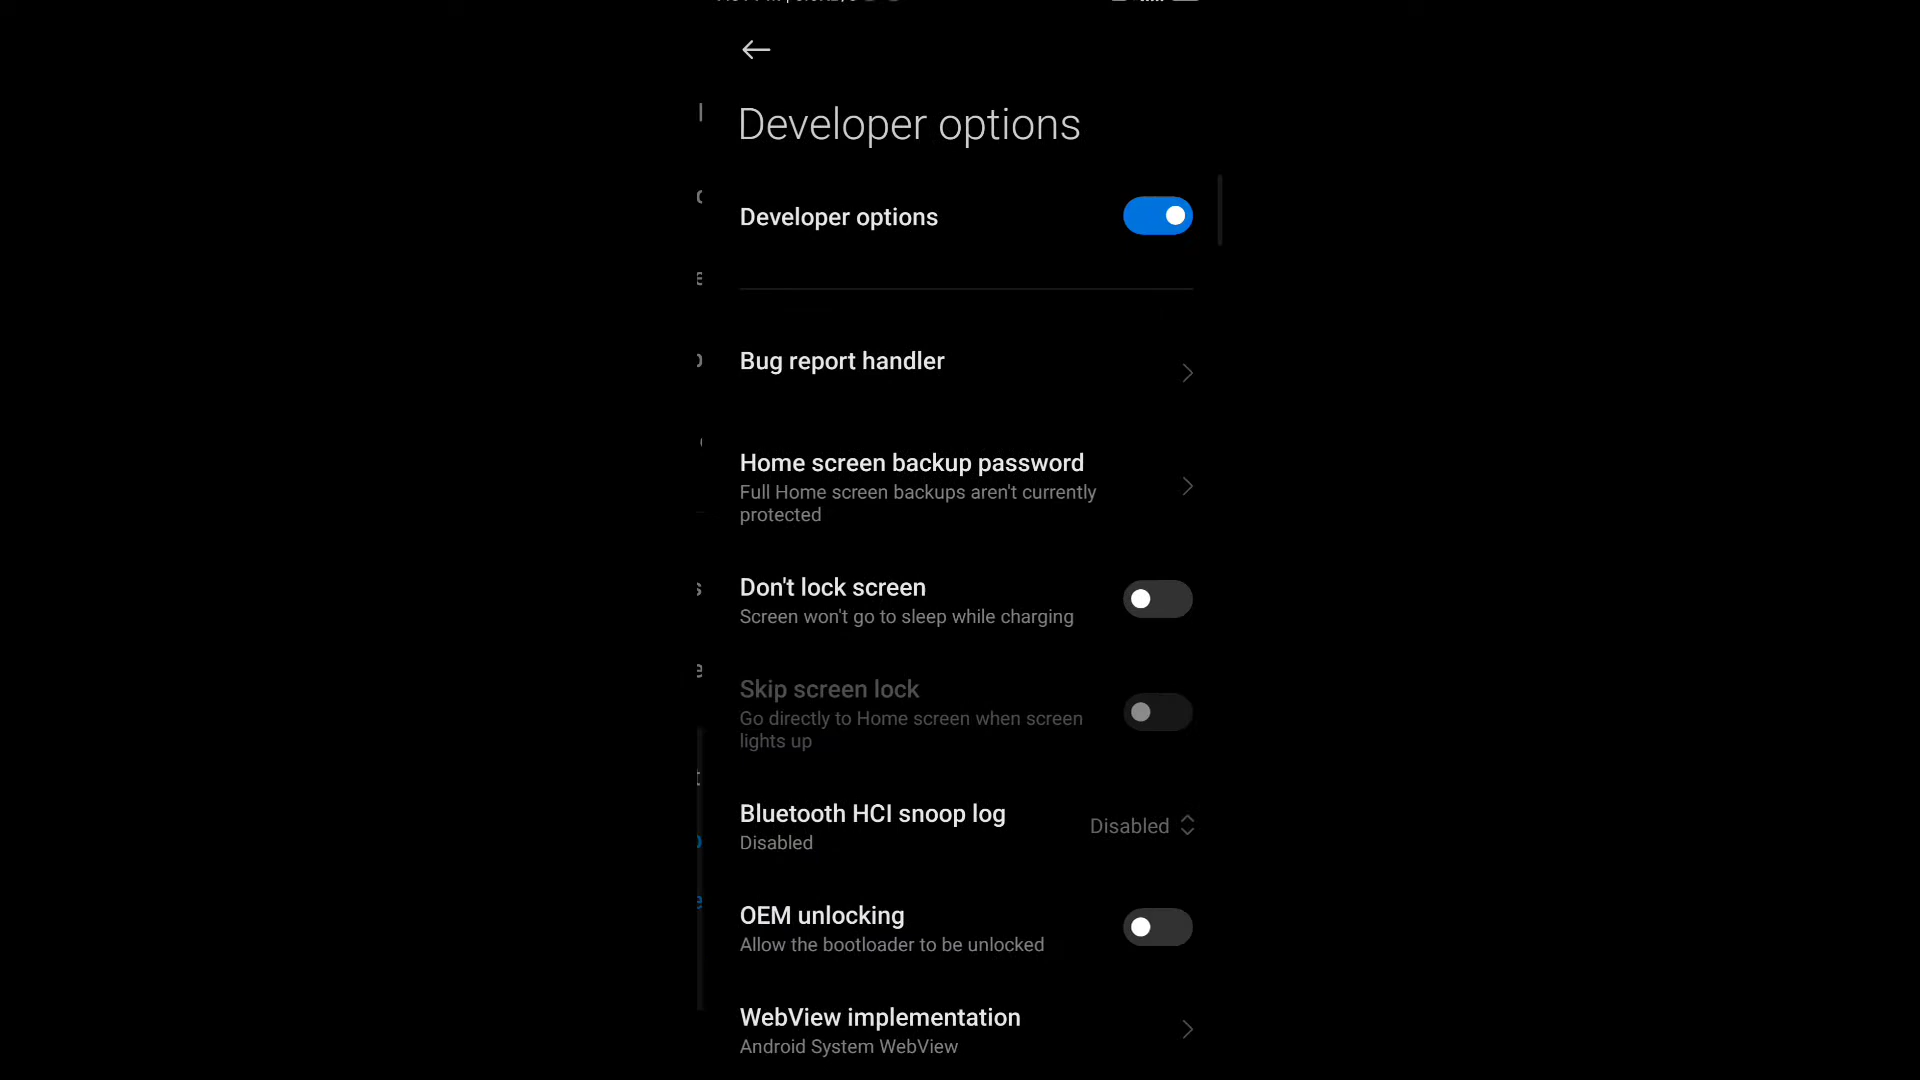 Developer options
Developer options
Bug report handler
Home screen backup password
Full Home screen backups aren't currently
protected
Don't lock screen
Screen won't go to sleep while charging
Skip screen lock
Go directly to Home screen when screen
lights up
Bluetooth HCI snoop log
Disabled
Disabled
OEM unlocking
Allow the bootloader to be unlocked
WebView implementation
Android System WebView